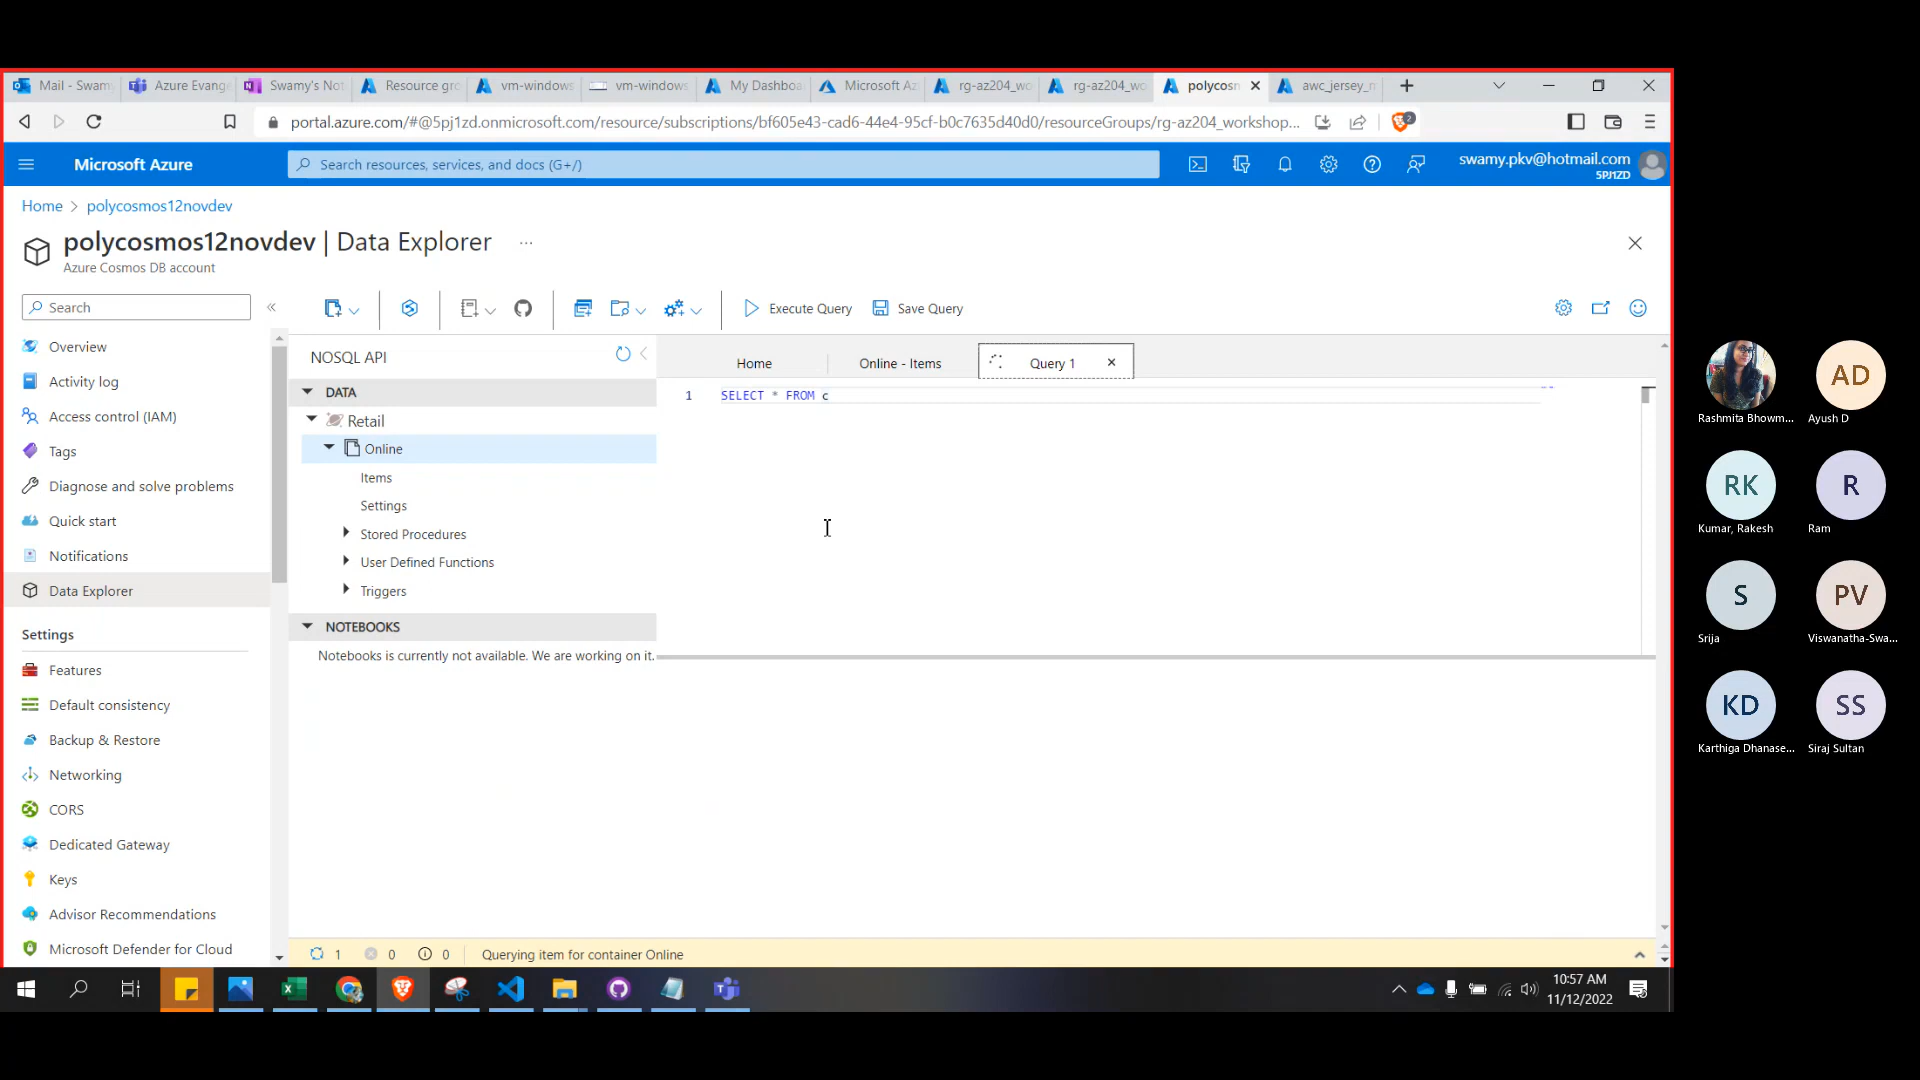 Mail - Swam
Azure Evang
Swamy's Not
Resource gro
vm-windows
vm-windows
My Dashboa
Microsoft Az
rg-az204_wo
rg-az204_wo
polycosm
awc_jersey_n
portal.azure.com/#@5pj1zd.onmicrosoft.com/resource/subscriptions/bf605e43-cad6-44e4-95cf-b0c7635d40d0/resourceGroups/rg-az204_workshop...
2
Microsoft Azure
Search resources, services, and docs (G+/)
swamy.pkv@hotmail.com
5PJ1ZD
Home > polycosmos12novdev
polycosmos12novdev | Data Explorer ...
Azure Cosmos DB account
Search
Execute Query
Save Query
Overview
Activity log
Access control (IAM)
Tags
Diagnose and solve problems
Quick start
Notifications
Data Explorer
Settings
Features
Default consistency
Backup & Restore
Networking
CORS
Dedicated Gateway
Keys
Advisor Recommendations
Microsoft Defender for Cloud
NOSQL API
DATA
Retail
Online
Items
Settings
Stored Procedures
User Defined Functions
Triggers
NOTEBOOKS
Notebooks is currently not available. We are working on it.
Home
Online - Items
Query 1
1 SELECT * FROM c
1 0 0 Querying item for container Online
10:57 AM
11/12/2022
Rashmita Bhowm...
AD
Ayush D
RK
Kumar, Rakesh
R
Ram
S
Srija
PV
Viswanatha-Swa...
KD
Karthiga Dhanase...
SS
Siraj Sultan